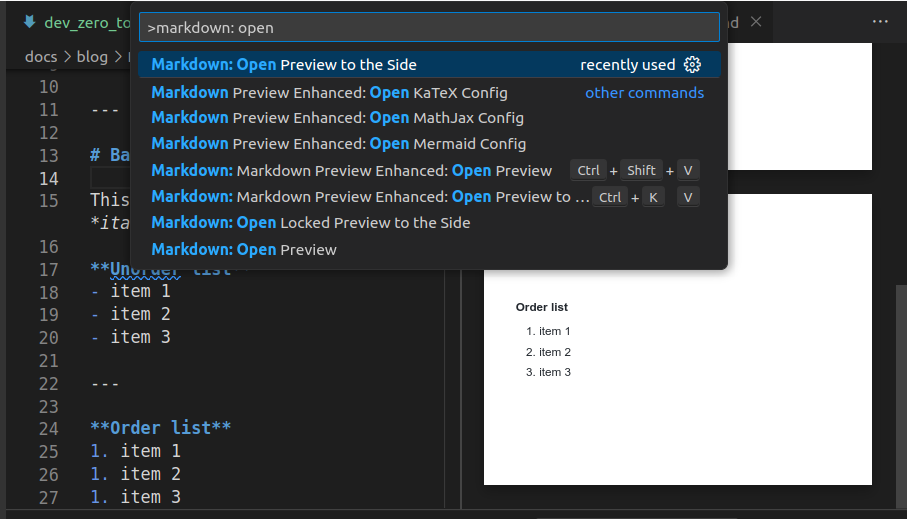 dev_zero_to
>markdown: open
docs > blog >
Markdown: Open Preview to the Side recently used
Markdown Preview Enhanced: Open KaTeX Config other commands
Markdown Preview Enhanced: Open MathJax Config
Markdown Preview Enhanced: Open Mermaid Config
Markdown: Markdown Preview Enhanced: Open Preview Ctrl + Shift + V
Markdown: Markdown Preview Enhanced: Open Preview to ... Ctrl + K V
Markdown: Open Locked Preview to the Side
Markdown: Open Preview
10
11 ---
12
13 # Ba
14
15 This
*ita
16
17 **Unorder list
18 - item 1
19 - item 2
20 - item 3
21
22 ---
23
24 **Order list**
25 1. item 1
26 1. item 2
27 1. item 3
Order list
1. item 1
2. item 2
3. item 3